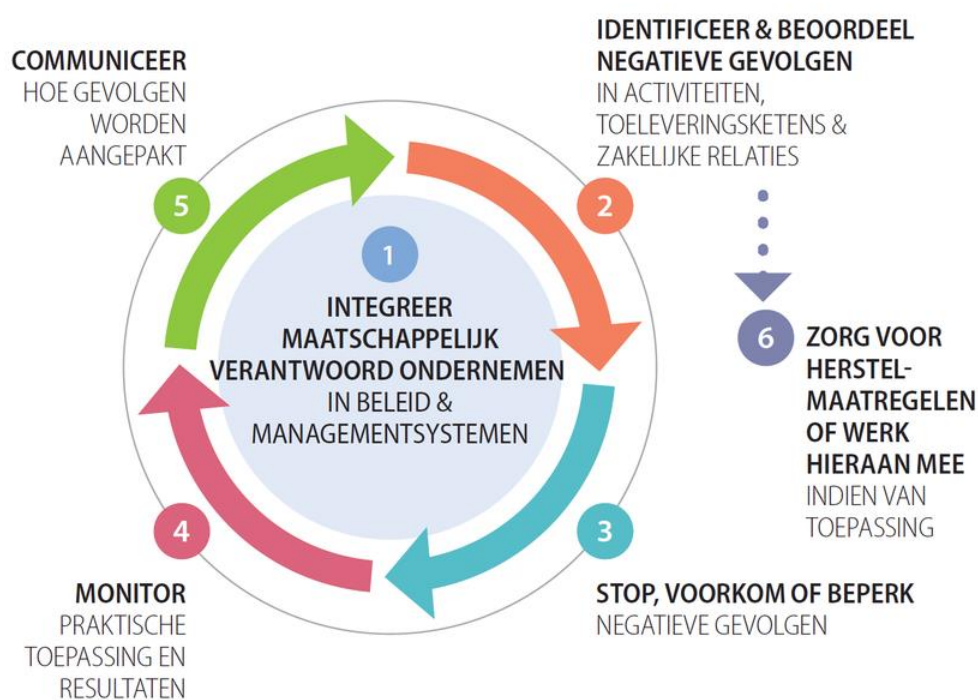 1
INTEGREER
MAATSCHAPPELIJK
VERANTWOORD ONDERNEMEN
IN BELEID &
MANAGEMENTSYSTEMEN
IDENTIFICEER & BEOORDEEL
NEGATIEVE GEVOLGEN
IN ACTIVITEITEN,
TOELEVERINGSKETENS &
ZAKELIJKE RELATIES
2
3
STOP, VOORKOM OF BEPERK
NEGATIEVE GEVOLGEN
4
MONITOR
PRAKTISCHE
TOEPASSING EN
RESULTATEN
5
COMMUNICEER
HOE GEVOLGEN
WORDEN
AANGEPAKT
6
ZORG VOOR
HERSTEL-
MAATREGELEN
OF WERK
HIERAAN MEE
INDIEN VAN
TOEPASSING